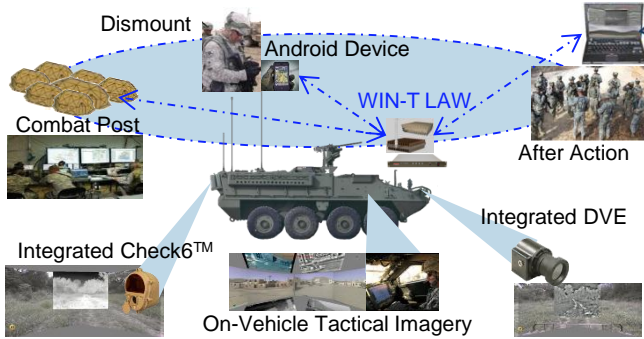 Dismount
Android Device
WIN-T LAW
Combat Post
After Action
Integrated DVE
Integrated Check6TM
On-Vehicle Tactical Imagery